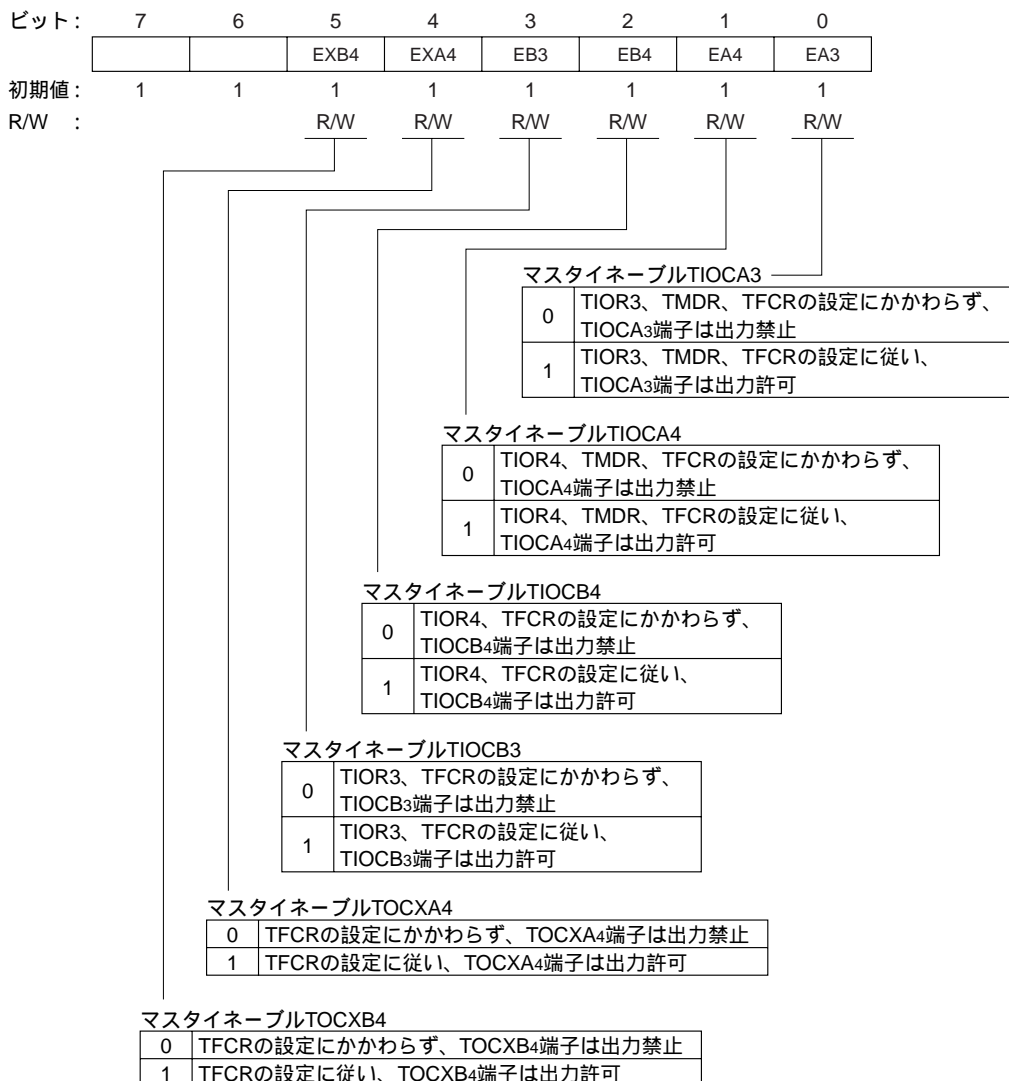 ビット： 7 6 5 4 3 2 1 0
EXB4 EXA4 EB3 EB4 EA4 EA3
初期値： 1 1 1 1 1 1 1 1
R/W ： R/W R/W R/W R/W R/W R/W
マスタイネーブルTIOCA3
0 TIOR3、TMDR、TFCRの設定にかかわらず、
TIOCA3端子は出力禁止
1 TIOR3、TMDR、TFCRの設定に従い、
TIOCA3端子は出力許可
マスタイネーブルTIOCA4
0 TIOR4、TMDR、TFCRの設定にかかわらず、
TIOCA4端子は出力禁止
1 TIOR4、TMDR、TFCRの設定に従い、
TIOCA4端子は出力許可
マスタイネーブルTIOCB4
0 TIOR4、TFCRの設定にかかわらず、
TIOCB4端子は出力禁止
1 TIOR4、TFCRの設定に従い、
TIOCB4端子は出力許可
マスタイネーブルTIOCB3
0 TIOR3、TFCRの設定にかかわらず、
TIOCB3端子は出力禁止
1 TIOR3、TFCRの設定に従い、
TIOCB3端子は出力許可
マスタイネーブルTOCXA4
0 TFCRの設定にかかわらず、TOCXA4端子は出力禁止
1 TFCRの設定に従い、TOCXA4端子は出力許可
マスタイネーブルTOCXB4
0 TFCRの設定にかかわらず、TOCXB4端子は出力禁止
1 TFCRの設定に従い、TOCXB4端子は出力許可